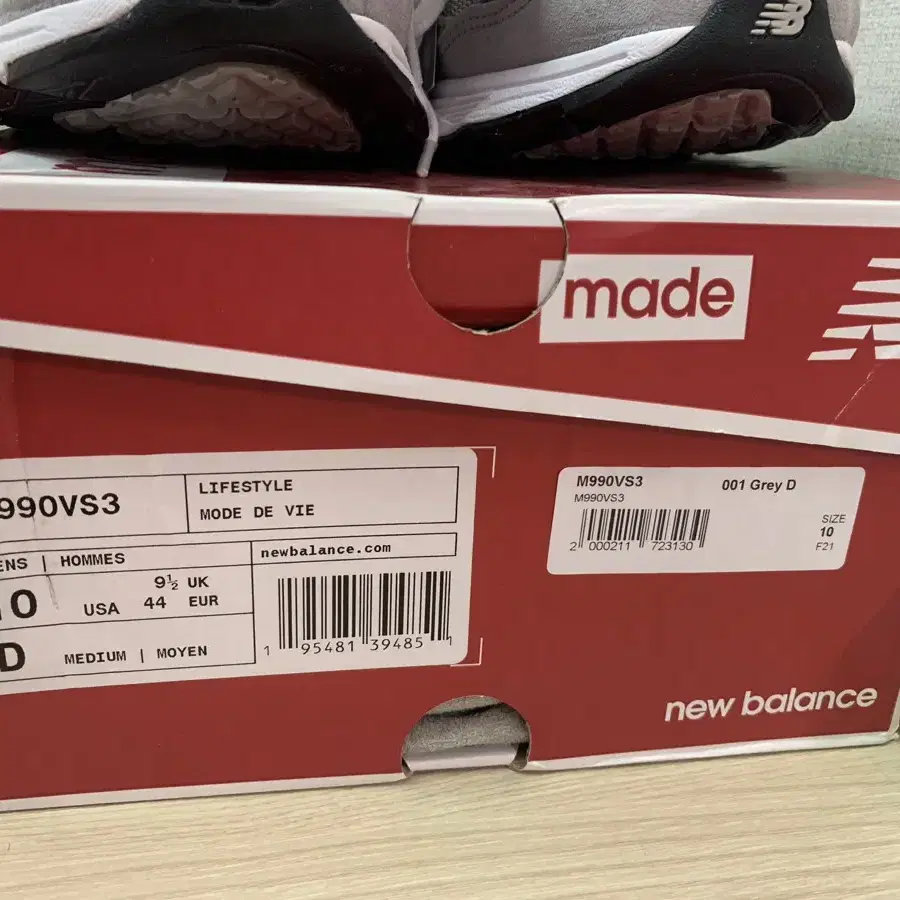 made
990VS3
LIFESTYLE
MODE DE VIE
ENS | HOMMES
newbalance.com
10 USA
9½ UK
44 EUR
D MEDIUM | MOYEN
1 95481 39485 1
M990VS3 001 Grey D
M990VS3
SIZE
10
F21
2 000211 723130
new balance